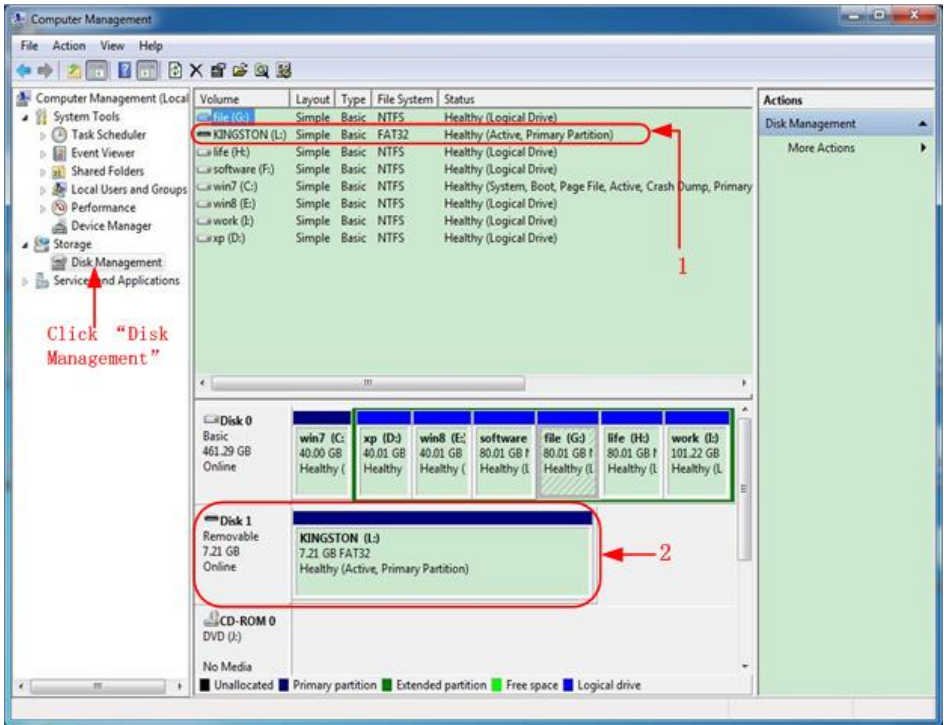 Computer Management
File Action View Help
Computer Management (Local
System Tools
Task Scheduler
Event Viewer
Shared Folders
Local Users and Groups
Performance
Device Manager
Storage
Disk Management
Services and Applications
Click “Disk
Management”
Volume Layout Type File System Status
file (G:) Simple Basic NTFS Healthy (Logical Drive)
KINGSTON (L:) Simple Basic FAT32 Healthy (Active, Primary Partition)
life (H:) Simple Basic NTFS Healthy (Logical Drive)
software (F:) Simple Basic NTFS Healthy (Logical Drive)
win7 (C:) Simple Basic NTFS Healthy (System, Boot, Page File, Active, Crash Dump, Primary
win8 (E:) Simple Basic NTFS Healthy (Logical Drive)
work (I:) Simple Basic NTFS Healthy (Logical Drive)
xp (D:) Simple Basic NTFS Healthy (Logical Drive)
1
Disk 0
Basic
461.29 GB
Online
win7 (C: xp (D:) win8 (E: software file (G:) life (H:) work (I:)
40.00 GB 40.01 GB 40.01 GB 80.01 GB N 80.01 GB N 80.01 GB N 101.22 GB
Healthy ( Healthy Healthy ( Healthy (L Healthy (L Healthy (L Healthy (L
Disk 1
Removable
7.21 GB
Online
KINGSTON (L:)
7.21 GB FAT32
Healthy (Active, Primary Partition)
2
CD-ROM 0
DVD (J:)
No Media
Unallocated Primary partition Extended partition Free space Logical drive
Actions
Disk Management
More Actions